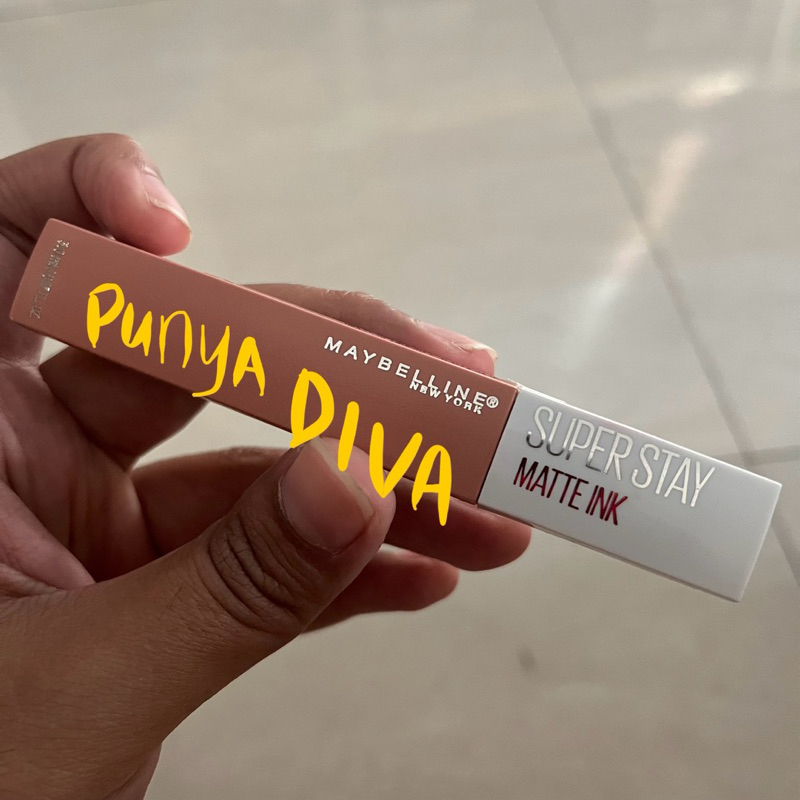 Punya
DIVA
MAYBELLINE®
NEW YORK
SUPER STAY
MATTE INK